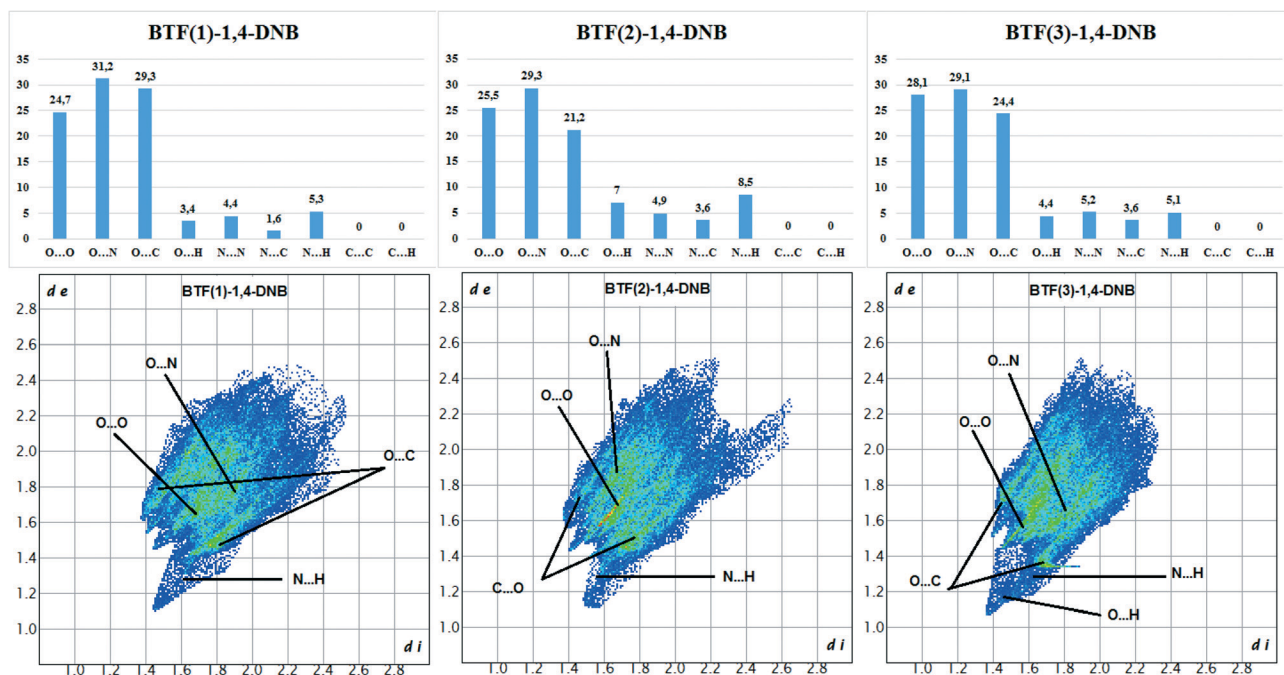 BTF(1)-1,4-DNB
35
30
25
20
15
10
5
0
24,7
31,2
29,3
3,4
4,4
1,6
5,3
0
0
O...O O...N O...C O...H N...N N...C N...H C...C C...H
BTF(2)-1,4-DNB
35
30
25
20
15
10
5
0
25,5
29,3
21,2
7
4,9
3,6
8,5
0
0
O...O O...N O...C O...H N...N N...C N...H C...C C...H
BTF(3)-1,4-DNB
35
30
25
20
15
10
5
0
28,1
29,1
24,4
4,4
5,2
3,6
5,1
0
0
O...O O...N O...C O...H N...N N...C N...H C...C C...H
d e
BTF(1)-1,4-DNB
2.8
2.6
2.4
2.2
2.0
1.8
1.6
1.4
1.2
1.0
O...N
O...O
O...C
N...H
d i
1.0 1.2 1.4 1.6 1.8 2.0 2.2 2.4 2.6 2.8
d e
BTF(2)-1,4-DNB
2.8
2.6
2.4
2.2
2.0
1.8
1.6
1.4
1.2
1.0
O...N
O...O
C...O
N...H
d i
1.0 1.2 1.4 1.6 1.8 2.0 2.2 2.4 2.6 2.8
d e
BTF(3)-1,4-DNB
2.8
2.6
2.4
2.2
2.0
1.8
1.6
1.4
1.2
1.0
O...N
O...O
O...C
N...H
O...H
d i
1.0 1.2 1.4 1.6 1.8 2.0 2.2 2.4 2.6 2.8